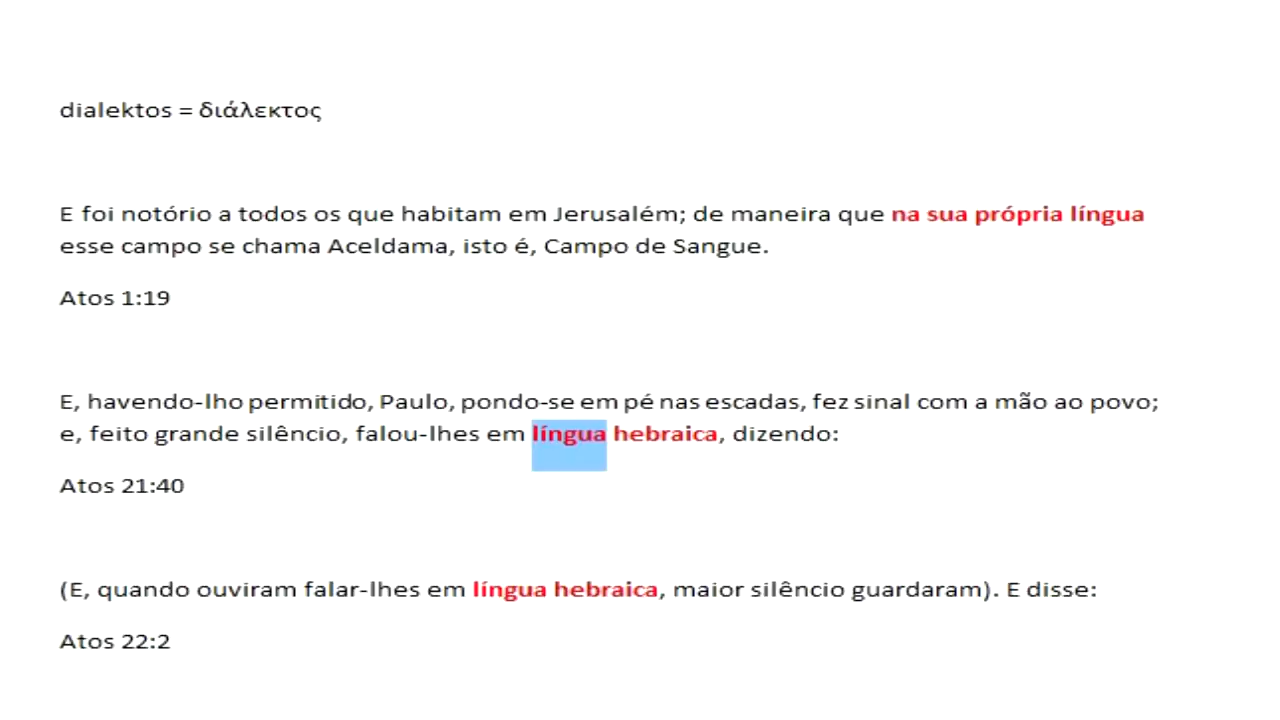 dialektos = διάλεκτος
E foi notório a todos os que habitam em Jerusalém; de maneira que na sua própria língua
esse campo se chama Aceldama, isto é, Campo de Sangue.
Atos 1:19
E, havendo-lho permitido, Paulo, pondo-se em pé nas escadas, fez sinal com a mão ao povo;
e, feito grande silêncio, falou-lhes em língua hebraica, dizendo:
Atos 21:40
(E, quando ouviram falar-lhes em língua hebraica, maior silêncio guardaram). E disse:
Atos 22:2